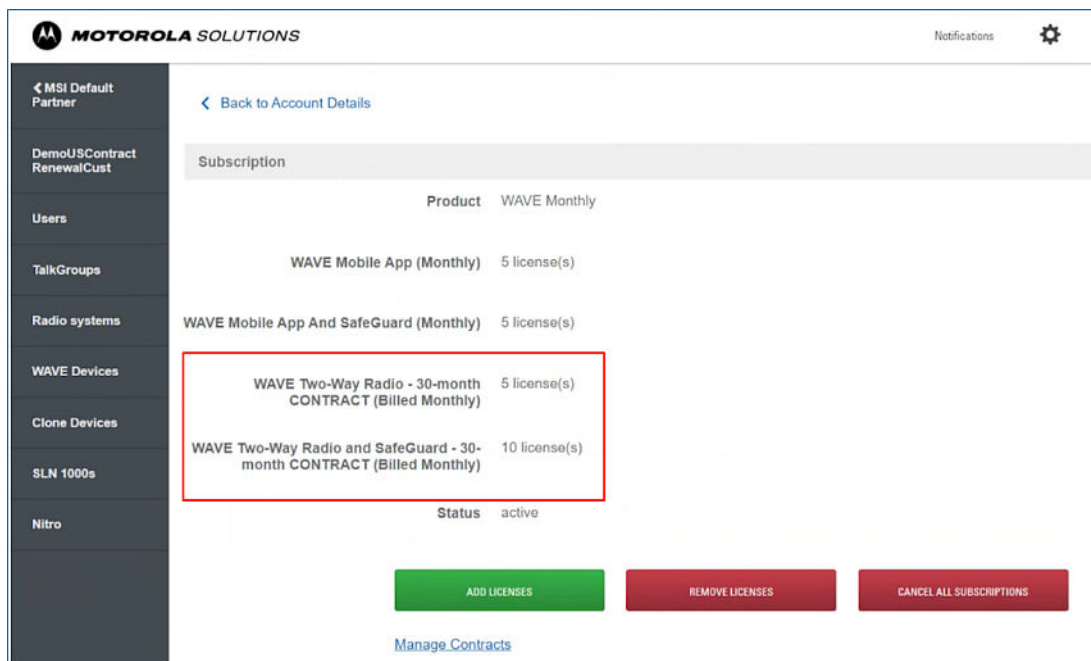 MOTOROLA SOLUTIONS
Notifications
MSI Default
Partner
Back to Account Details
DemoUSContract
RenewalCust
Subscription
Product WAVE Monthly
Users
WAVE Mobile App (Monthly) 5 license(s)
TalkGroups
Radio systems
WAVE Mobile App And SafeGuard (Monthly) 5 license(s)
WAVE Devices
WAVE Two-Way Radio - 30-month 5 license(s)
CONTRACT (Billed Monthly)
Clone Devices
WAVE Two-Way Radio and SafeGuard - 30- 10 license(s)
month CONTRACT (Billed Monthly)
SLN 1000s
Status active
Nitro
ADD LICENSES
REMOVE LICENSES
CANCEL ALL SUBSCRIPTIONS
Manage Contracts